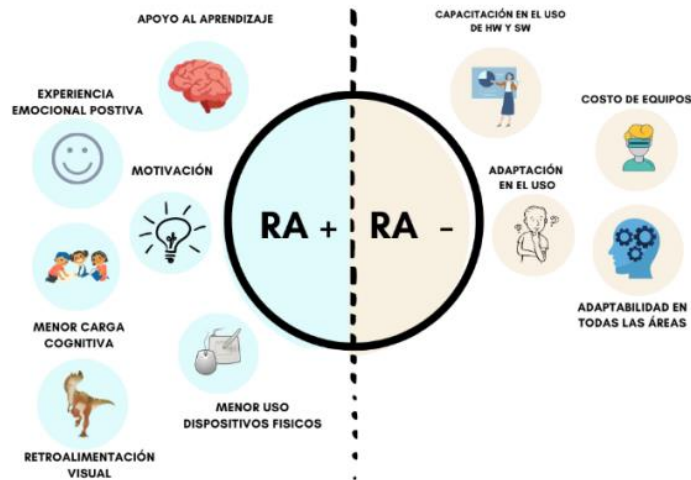 APOYO AL APRENDIZAJE
EXPERIENCIA
EMOCIONAL POSTIVA
MOTIVACIÓN
MENOR CARGA
COGNITIVA
MENOR USO
DISPOSITIVOS FISICOS
RETROALIMENTACIÓN
VISUAL
RA +
RA -
CAPACITACIÓN EN EL USO
DE HW Y SW
COSTO DE EQUIPOS
ADAPTACIÓN
EN EL USO
ADAPTABILIDAD EN
TODAS LAS ÁREAS